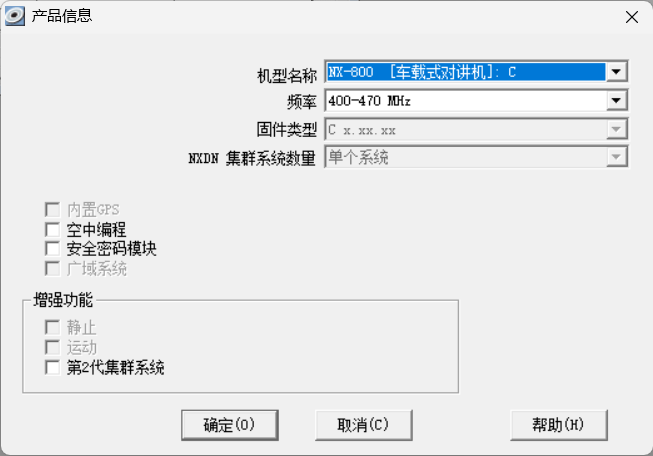 产品信息
机型名称 NX-800 [车载式对讲机]: C
频率 400-470 MHz
固件类型 C x.xx.xx
NXDN 集群系统数量 单个系统
内置GPS
空中编程
安全密码模块
广域系统
增强功能
静止
运动
第2代集群系统
确定(O) 取消(C) 帮助(H)